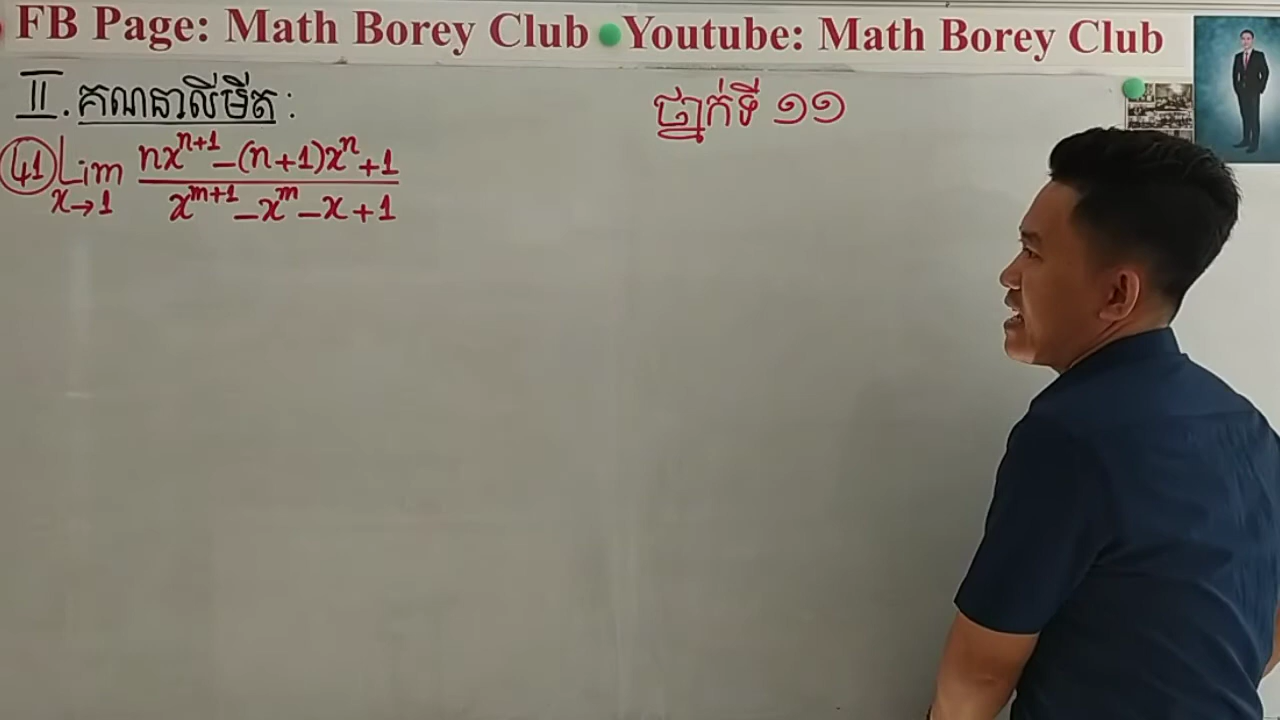 FB Page: Math Borey Club Youtube: Math Borey Club
II. គណនាលីមីត :
ថ្នាក់ទី ១១
41 Lim x→1 (nx^{n+1} - (n+1)x^n + 1) / (x^{m+1} - x^m - x + 1)